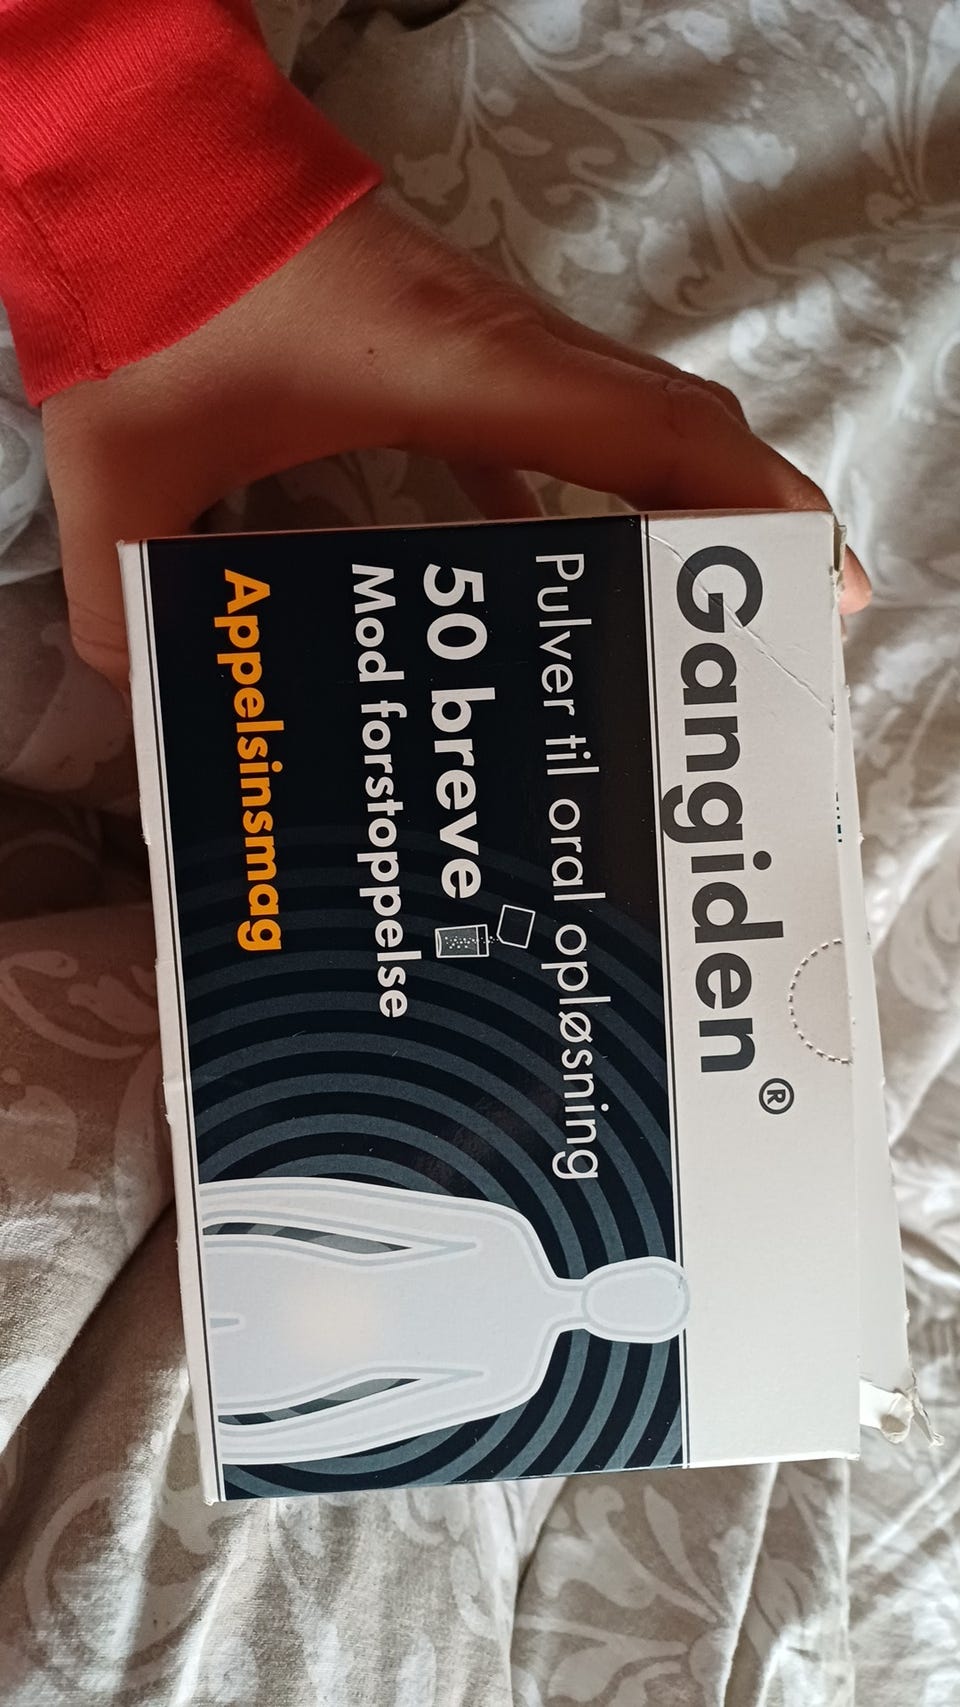 Gangiden®
Pulver til oral opløsning
50 breve
Mod forstoppelse
Appelsinsmag